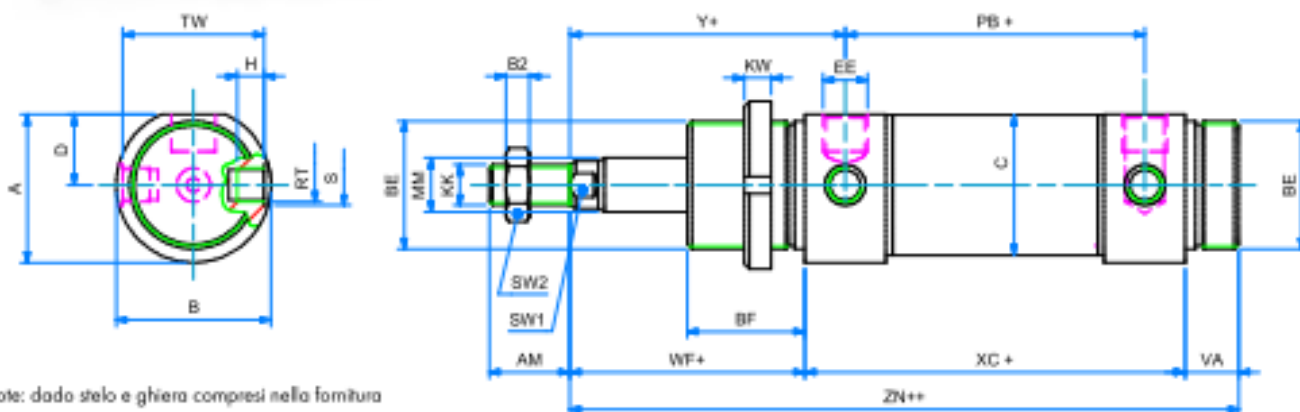 TW
Y+
PB +
H
B2
KW
EE
D
A
RT
S
BE
MM
KK
C
BE
SW2
SW1
B
BF
AM
WF+
XC +
VA
ote: dado stelo e ghiera compresi nella fornitura
ZN++